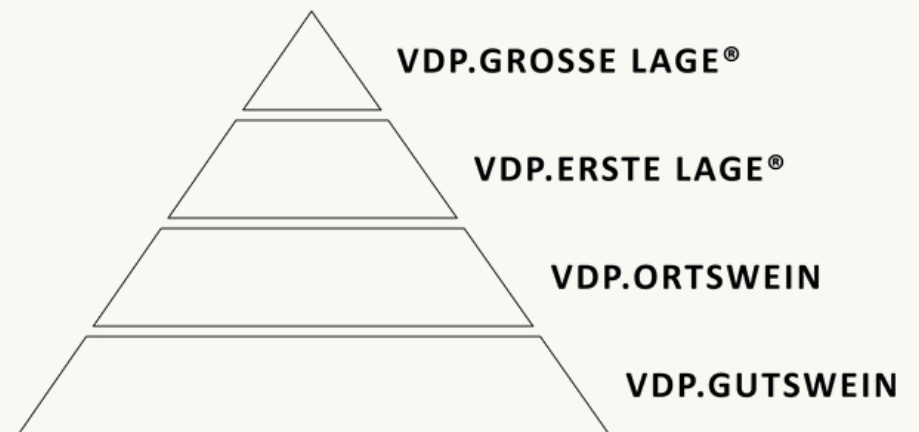 VDP.GROSSE LAGE®
VDP.ERSTE LAGE®
VDP.ORTSWEIN
VDP.GUTSWEIN